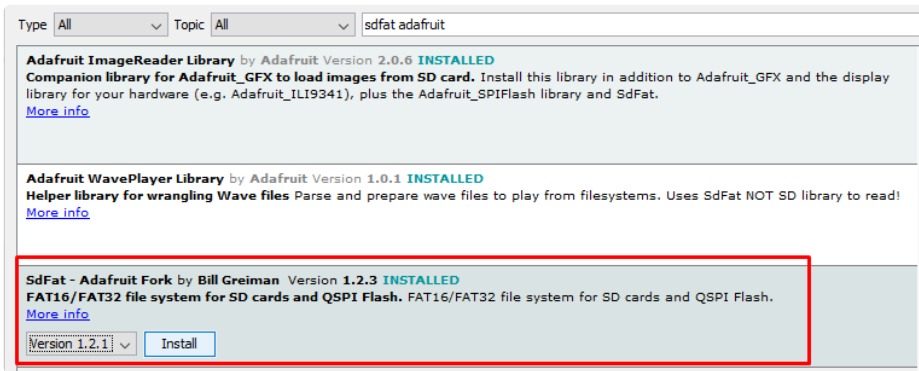 Type All Topic All sdfat adafruit
Adafruit ImageReader Library by Adafruit Version 2.0.6 INSTALLED
Companion library for Adafruit_GFX to load images from SD card. Install this library in addition to Adafruit_GFX and the display
library for your hardware (e.g. Adafruit_ILI9341), plus the Adafruit_SPIFlash library and SdFat.
More info
Adafruit WavePlayer Library by Adafruit Version 1.0.1 INSTALLED
Helper library for wrangling Wave files Parse and prepare wave files to play from filesystems. Uses SdFat NOT SD library to read!
More info
SdFat - Adafruit Fork by Bill Greiman Version 1.2.3 INSTALLED
FAT16/FAT32 file system for SD cards and QSPI Flash. FAT16/FAT32 file system for SD cards and QSPI Flash.
More info
Version 1.2.1 Install